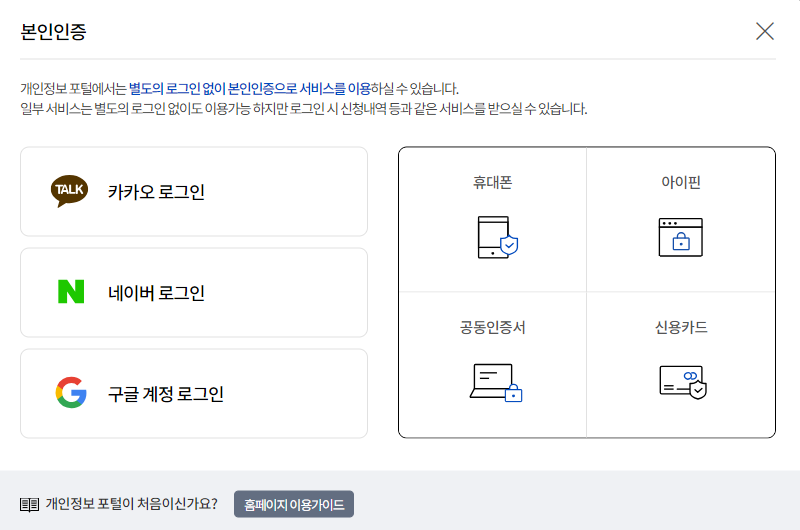 본인인증
개인정보 포털에서는 별도의 로그인 없이 본인인증으로 서비스를 이용하실 수 있습니다.
일부 서비스는 별도의 로그인 없이도 이용가능 하지만 로그인 시 신청내역 등과 같은 서비스를 받으실 수 있습니다.
TALK 카카오 로그인
N 네이버 로그인
G 구글 계정 로그인
휴대폰
아이핀
공동인증서
신용카드
개인정보 포털이 처음이신가요? 홈페이지 이용가이드